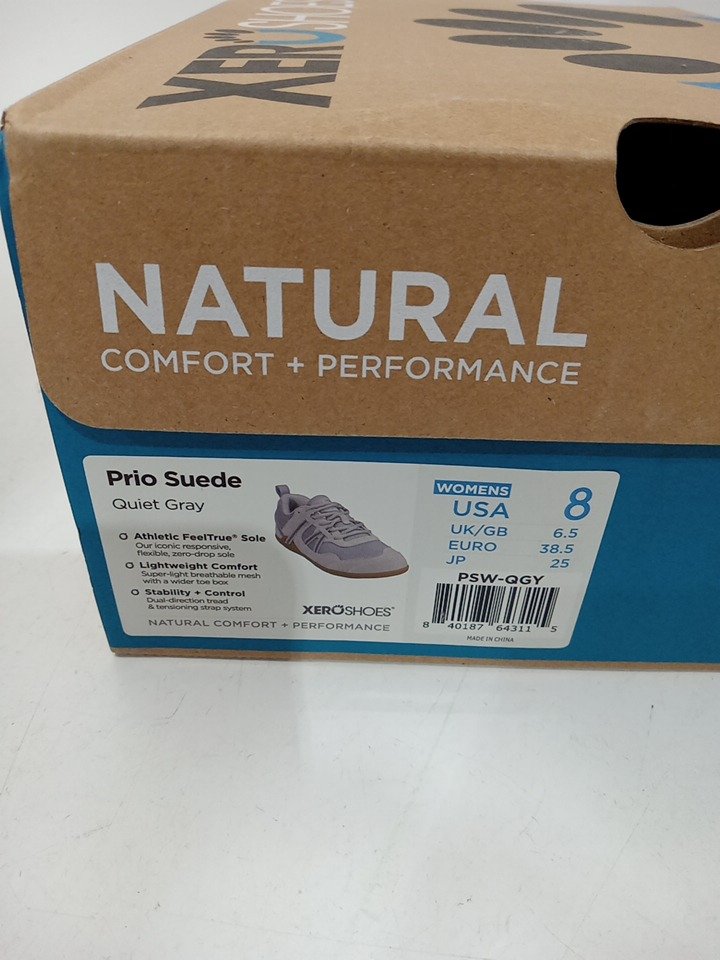 XERO SHOES
NATURAL
COMFORT + PERFORMANCE
Prio Suede
Quiet Gray
Athletic FeelTrue® Sole
Our iconic responsive,
flexible, zero-drop sole
Lightweight Comfort
Super-light breathable mesh
with a wider toe box
Stability + Control
Dual-direction tread
& tensioning strap system
XEROSHOES®
NATURAL COMFORT + PERFORMANCE
WOMENS
USA 8
UK/GB 6.5
EURO 38.5
JP 25
PSW-QGY
8 40187 64311 5
MADE IN CHINA